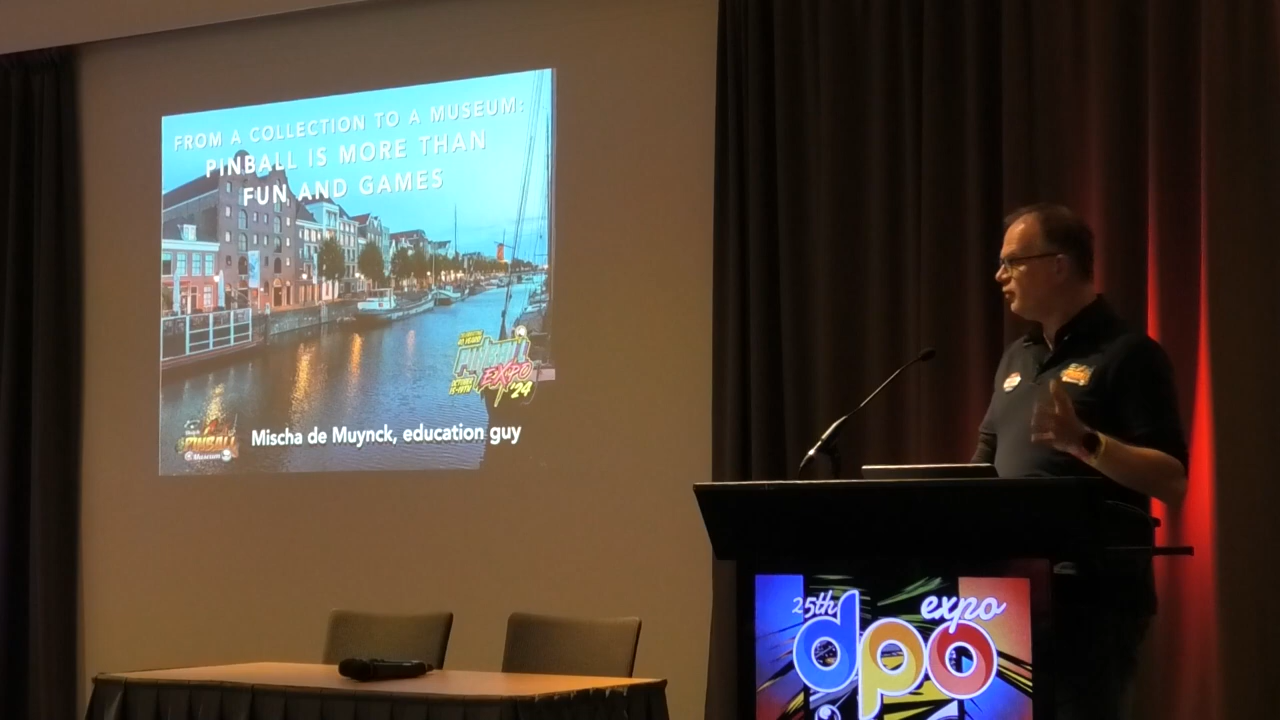 FROM A COLLECTION TO A MUSEUM:
PINBALL IS MORE THAN
FUN AND GAMES
PINBALL
EXPO
'24
PINBALL
Museum
Mischa de Muynck, education guy
25th expo
dpo